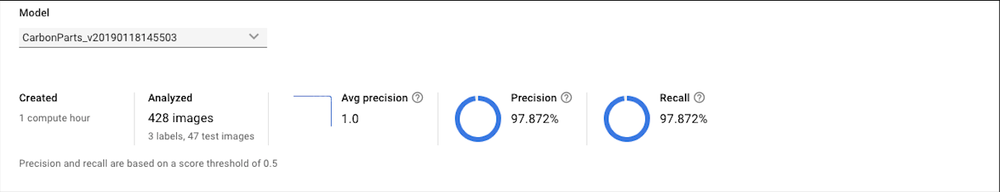 Model
CarbonParts_v20190118145503
Created
1 compute hour
Analyzed
428 images
3 labels, 47 test images
Avg precision ?
1.0
Precision ?
97.872%
Recall ?
97.872%
Precision and recall are based on a score threshold of 0.5